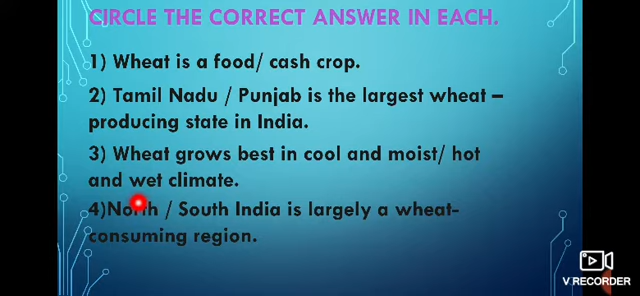 CIRCLE THE CORRECT ANSWER IN EACH.
1) Wheat is a food/ cash crop.
2) Tamil Nadu / Punjab is the largest wheat –
producing state in India.
3) Wheat grows best in cool and moist/ hot
and wet climate.
4)North / South India is largely a wheat-
consuming region.
V RECORDER